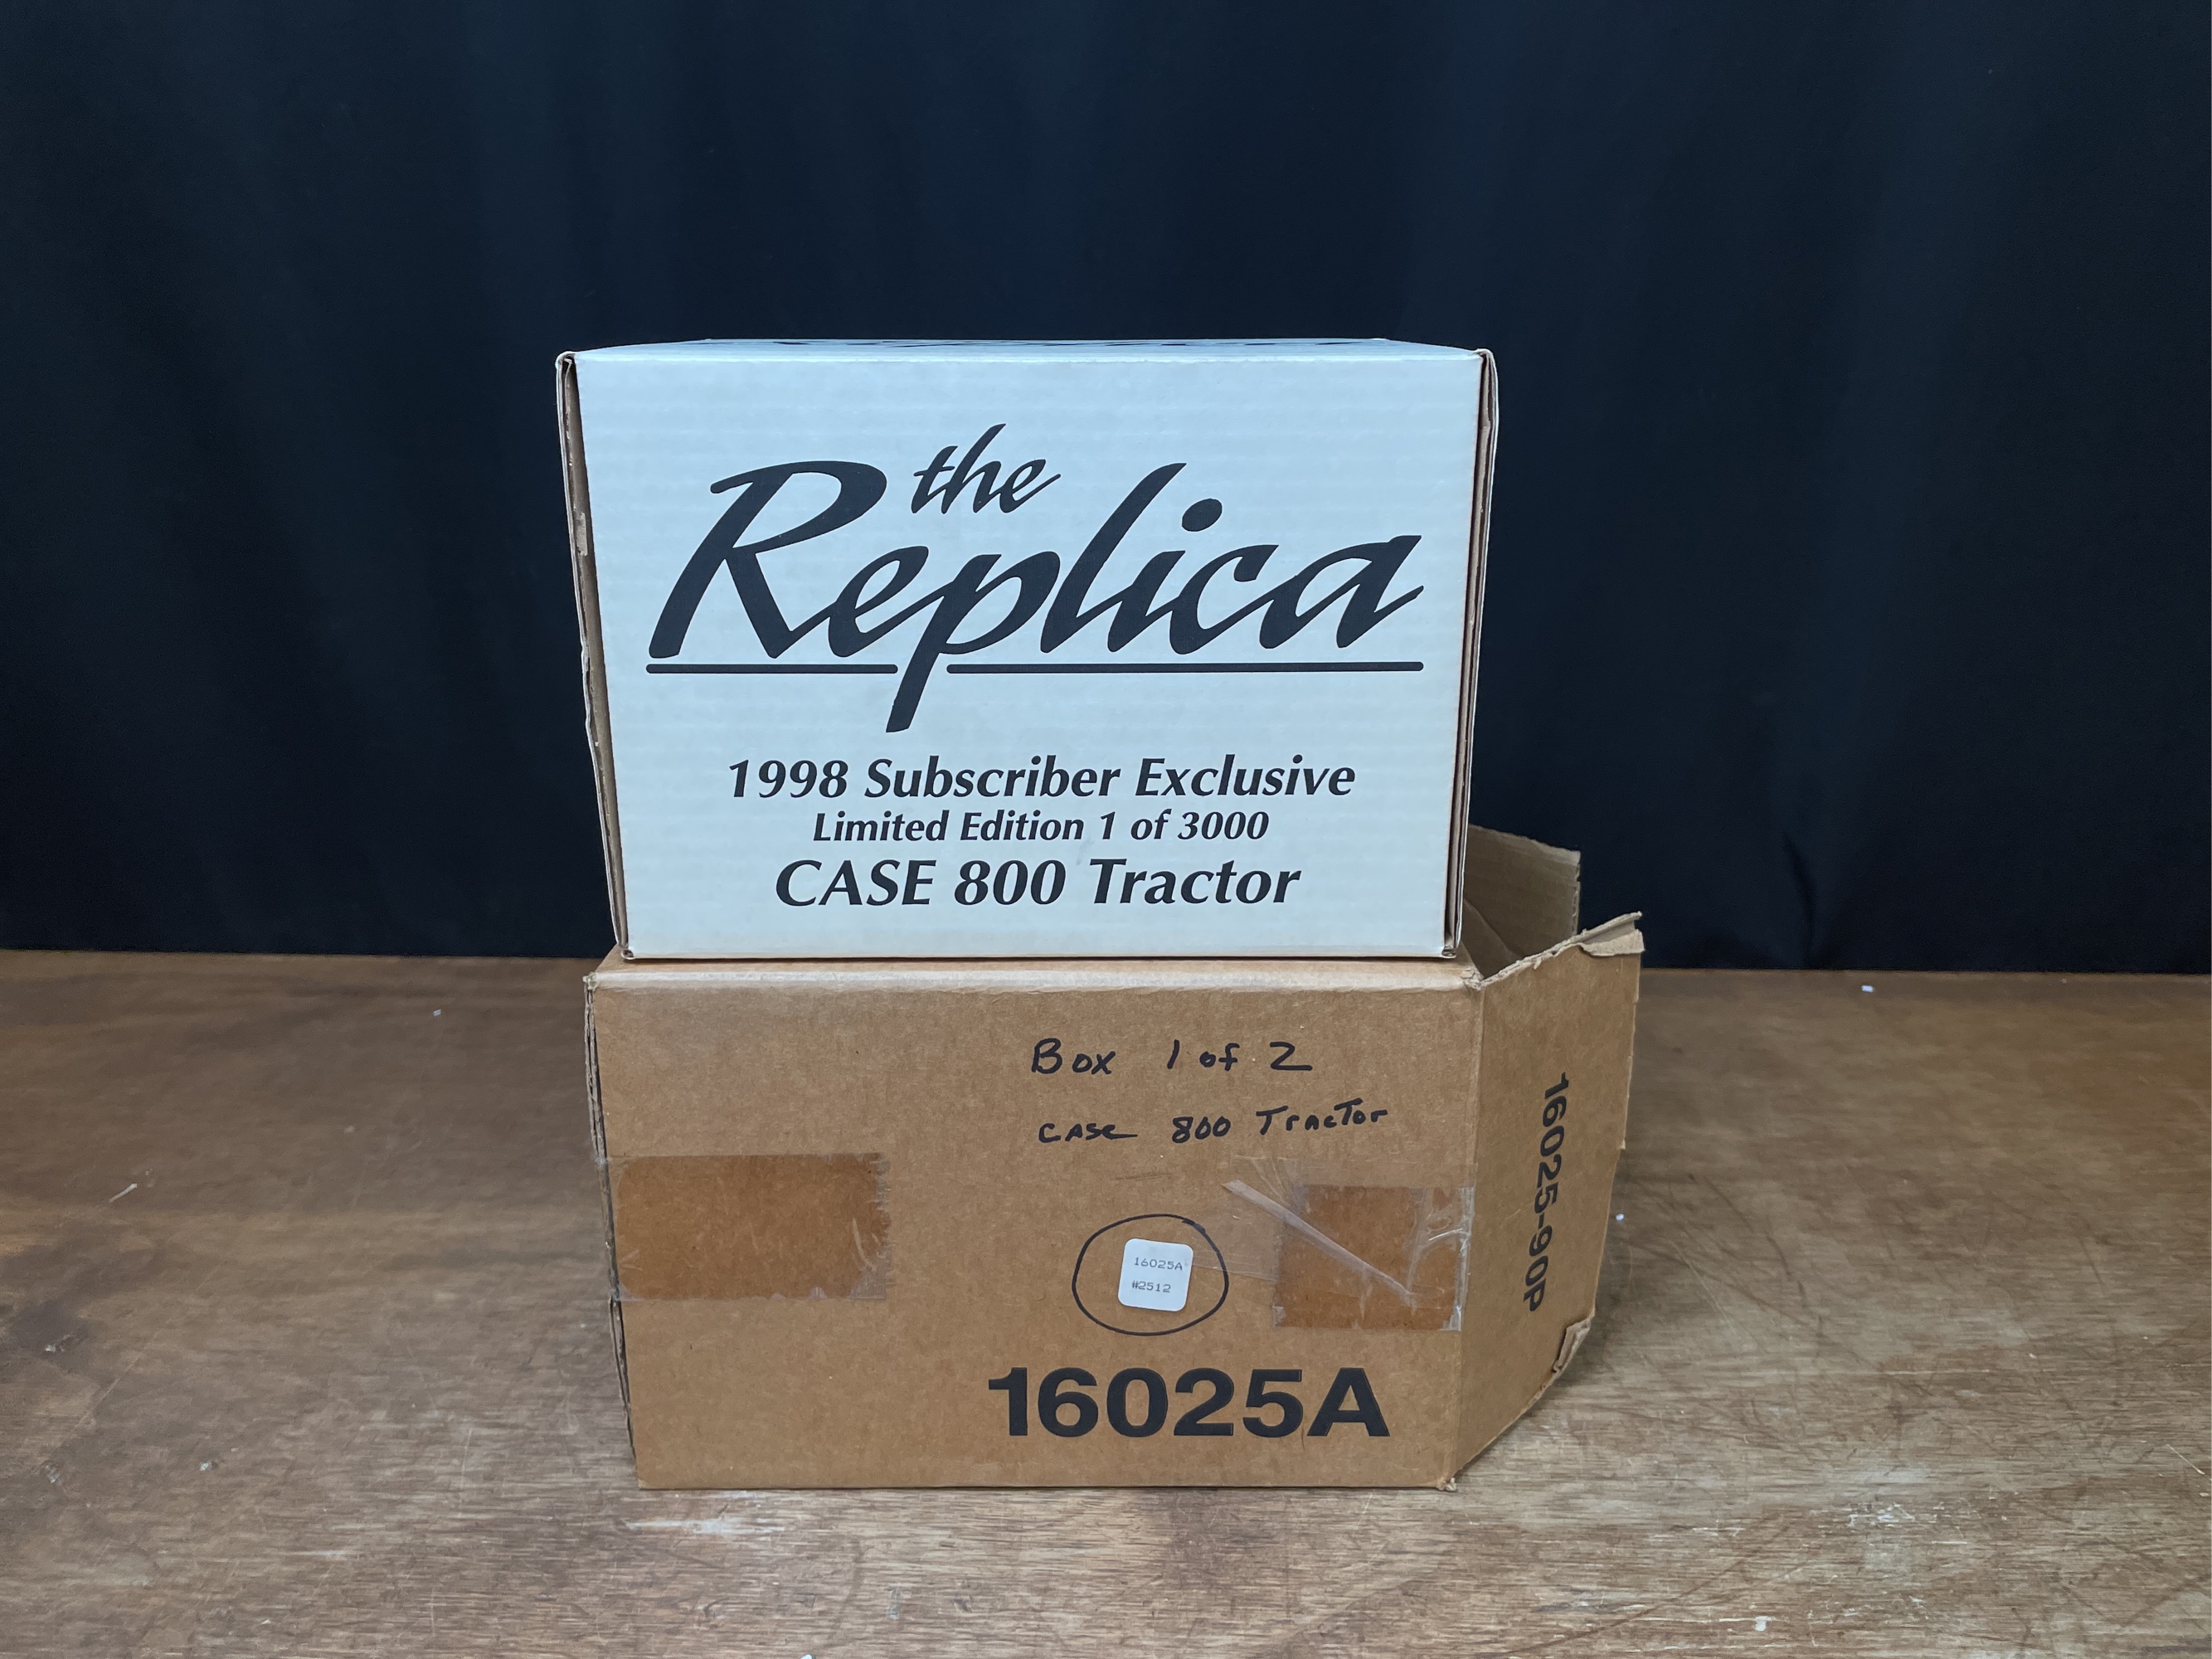 the
Replica
1998 Subscriber Exclusive
Limited Edition 1 of 3000
CASE 800 Tractor
Box 1 of 2
CASE 800 Tractor
16025A
#2512
16025A
16025-90P